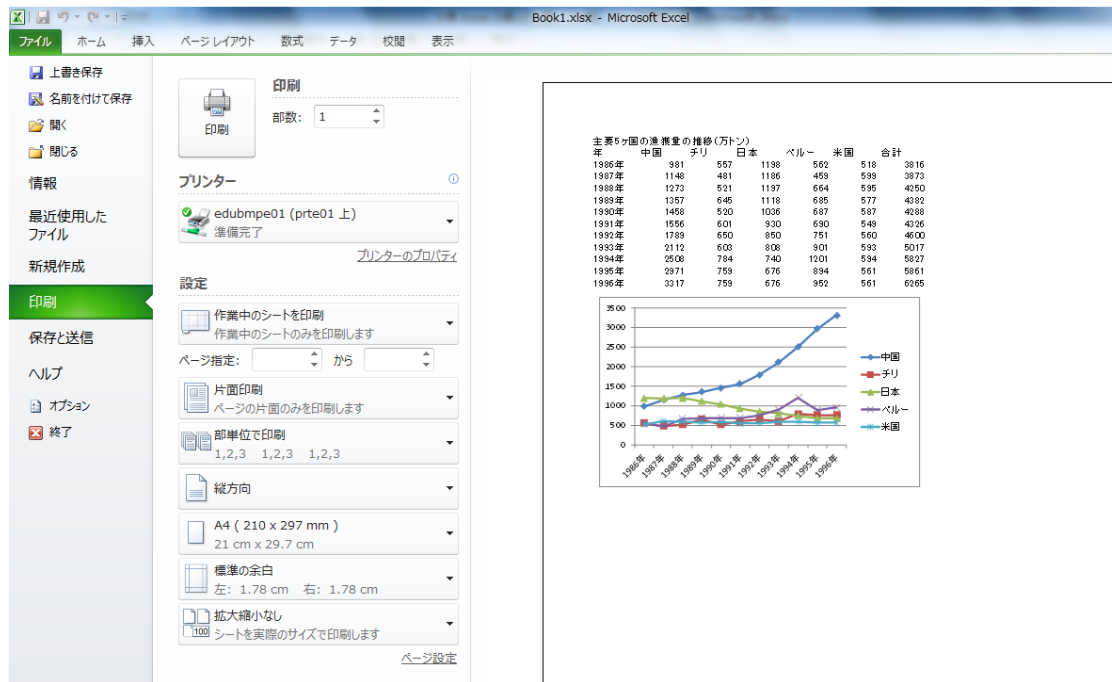 Book1.xlsx - Microsoft Excel
ファイル ホーム 挿入 ページ レイアウト 数式 データ 校閲 表示
上書き保存
名前を付けて保存
開く
閉じる
情報
最近使用した
ファイル
新規作成
印刷
保存と送信
ヘルプ
オプション
終了
印刷
印刷
部数: 1
プリンター
edubmpe01 (prte01 上)
準備完了
プリンターのプロパティ
設定
作業中のシートを印刷
作業中のシートのみを印刷します
ページ指定: から
片面印刷
ページの片面のみを印刷します
部単位で印刷
1,2,3 1,2,3 1,2,3
縦方向
A4 ( 210 x 297 mm )
21 cm x 29.7 cm
標準の余白
左: 1.78 cm 右: 1.78 cm
拡大縮小なし
100 シートを実際のサイズで印刷します
ページ設定
主要5ヶ国の漁獲量の推移(万トン)
年 中国 チリ 日本 ペルー 米国 合計
1986年 981 557 1198 562 518 3816
1987年 1148 481 1186 459 599 3873
1988年 1273 521 1197 664 595 4250
1989年 1357 645 1118 685 577 4382
1990年 1458 520 1036 687 587 4288
1991年 1556 601 930 690 549 4326
1992年 1789 650 850 751 560 4600
1993年 2112 603 808 901 593 5017
1994年 2508 784 740 1201 594 5827
1995年 2971 759 676 894 561 5861
1996年 3317 759 676 952 561 6265
3500
3000
2500
2000
1500
1000
500
0
1986年 1987年 1988年 1989年 1990年 1991年 1992年 1993年 1994年 1995年 1996年
中国
チリ
日本
ペルー
米国